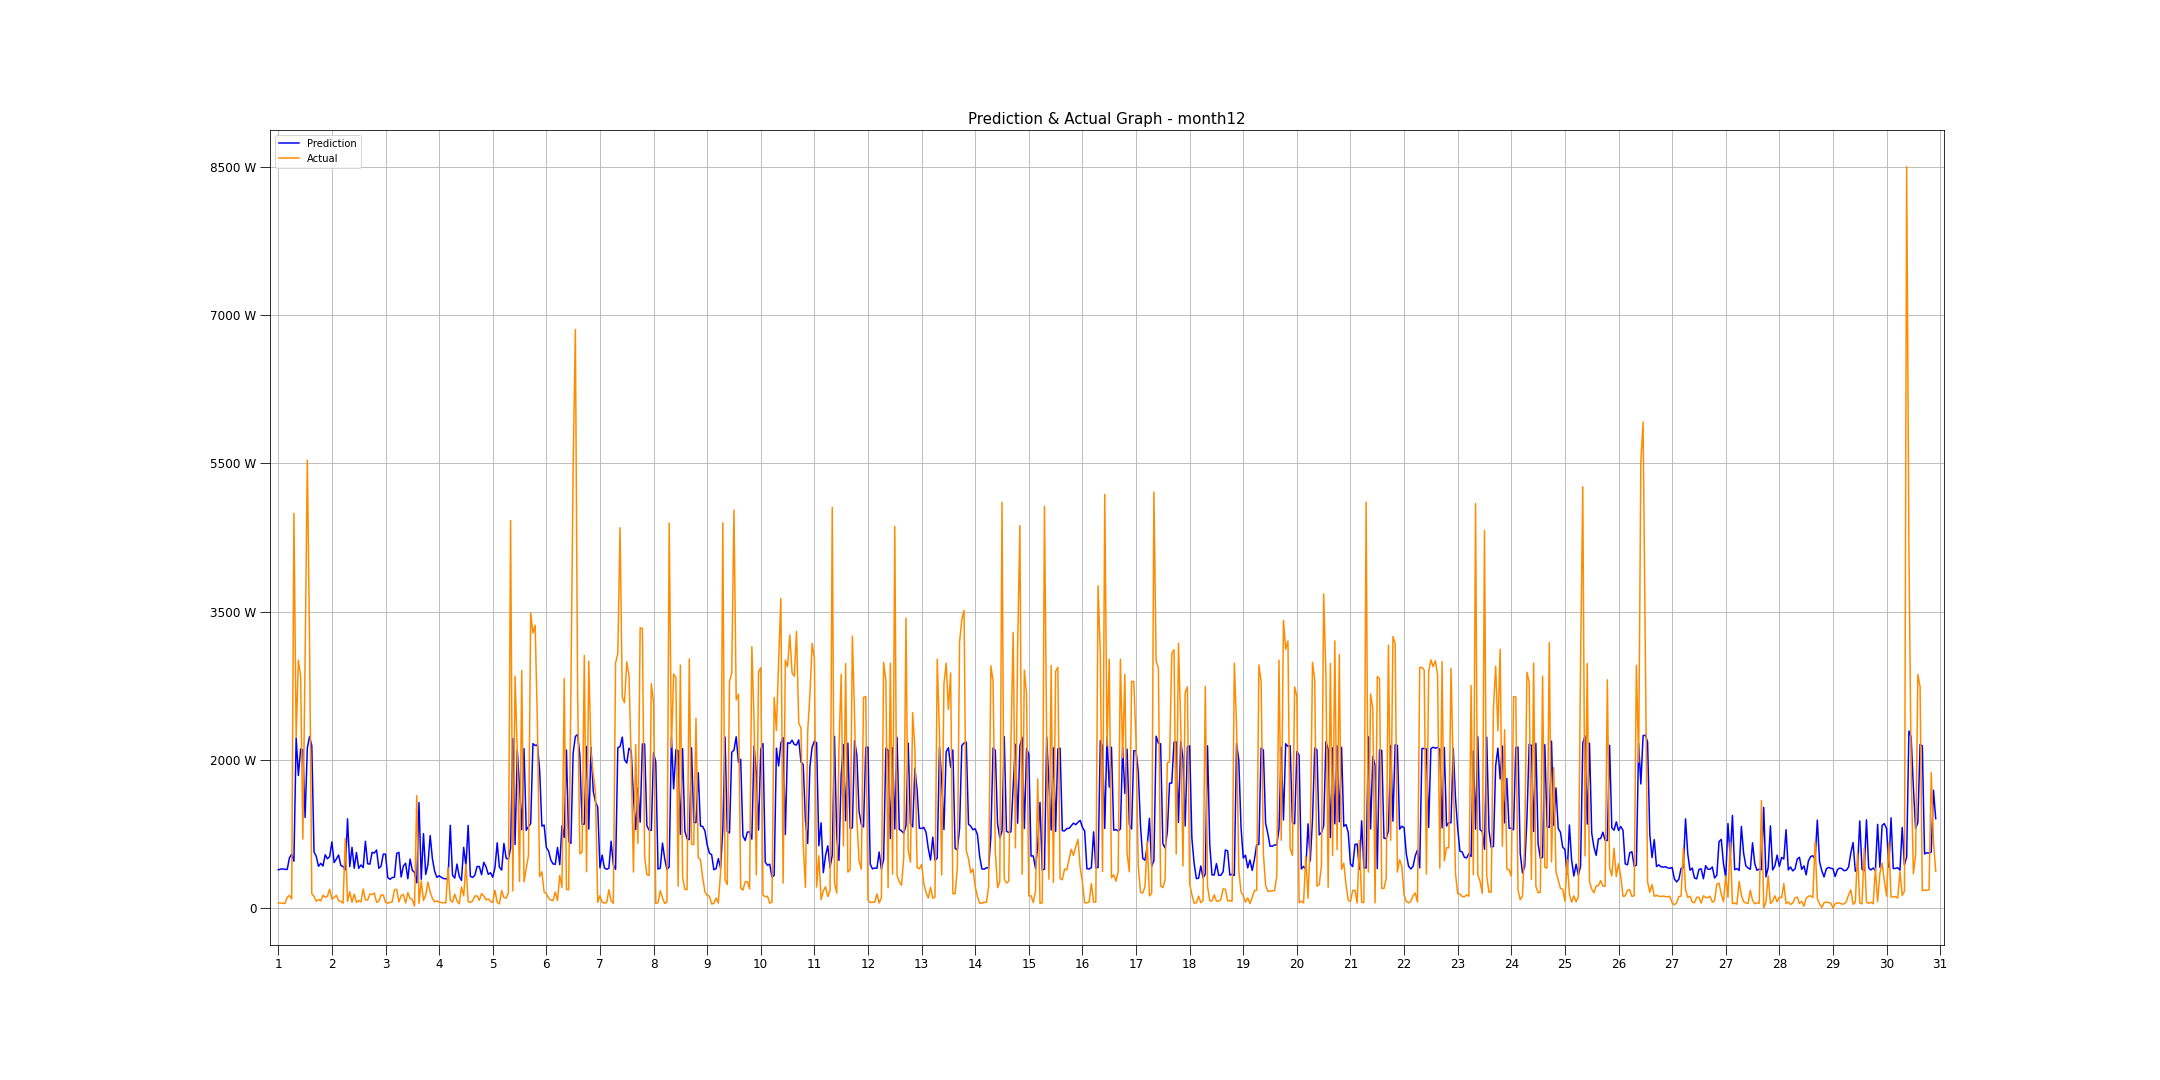 Prediction & Actual Graph - month12
Prediction
Actual
8500 W
7000 W
5500 W
3500 W
2000 W
0
1 2 3 4 5 6 7 8 9 10 11 12 13 14 15 16 17 18 19 20 21 22 23 24 25 26 27 27 28 29 30 31